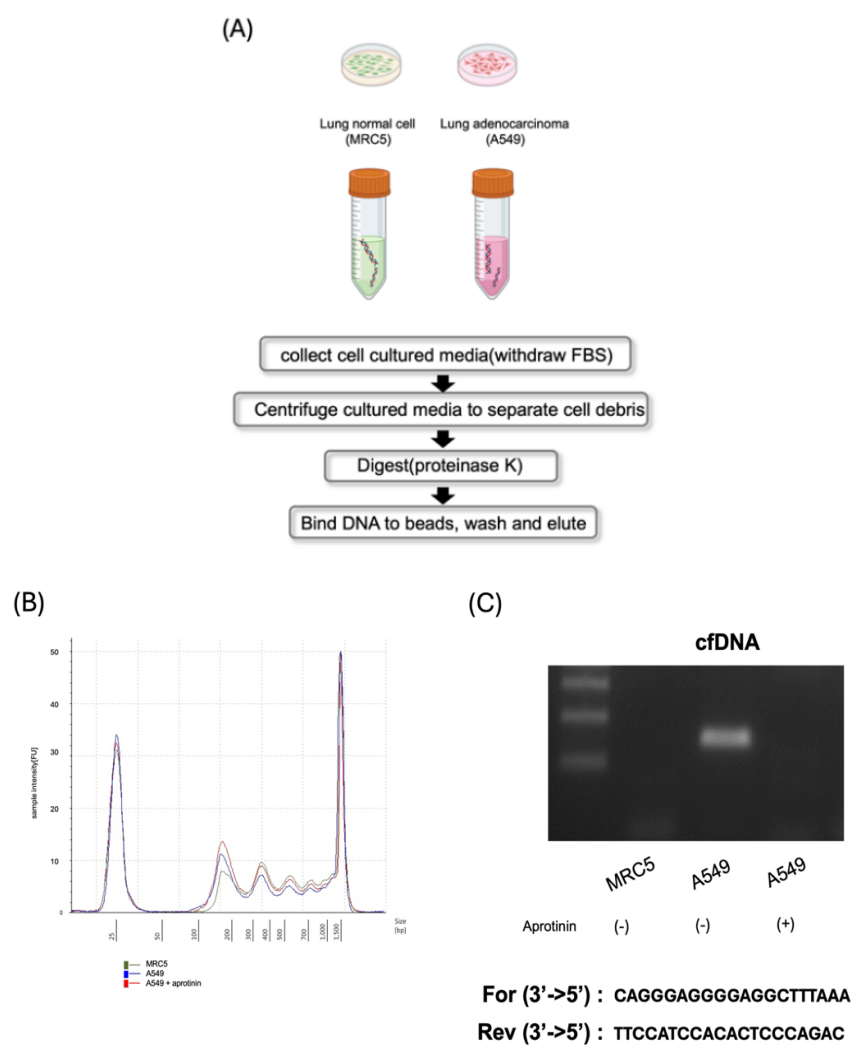 (A)
Lung normal cell
(MRC5)
Lung adenocarcinoma
(A549)
collect cell cultured media(withdraw FBS)
Centrifuge cultured media to separate cell debris
Digest(proteinase K)
Bind DNA to beads, wash and elute
(B)
sample intensity[FU]
50
40
30
20
10
0
25
50
100
200
300
400
500
700
1,000
1,500
Size
[bp]
MRC5
A549
A549 + aprotinin
(C)
cfDNA
MRC5
A549
A549
Aprotinin (-) (-) (+)
For (3'->5') : CAGGGAGGGGAGGCTTTAAA
Rev (3'->5') : TTCCATCCACACTCCCAGAC